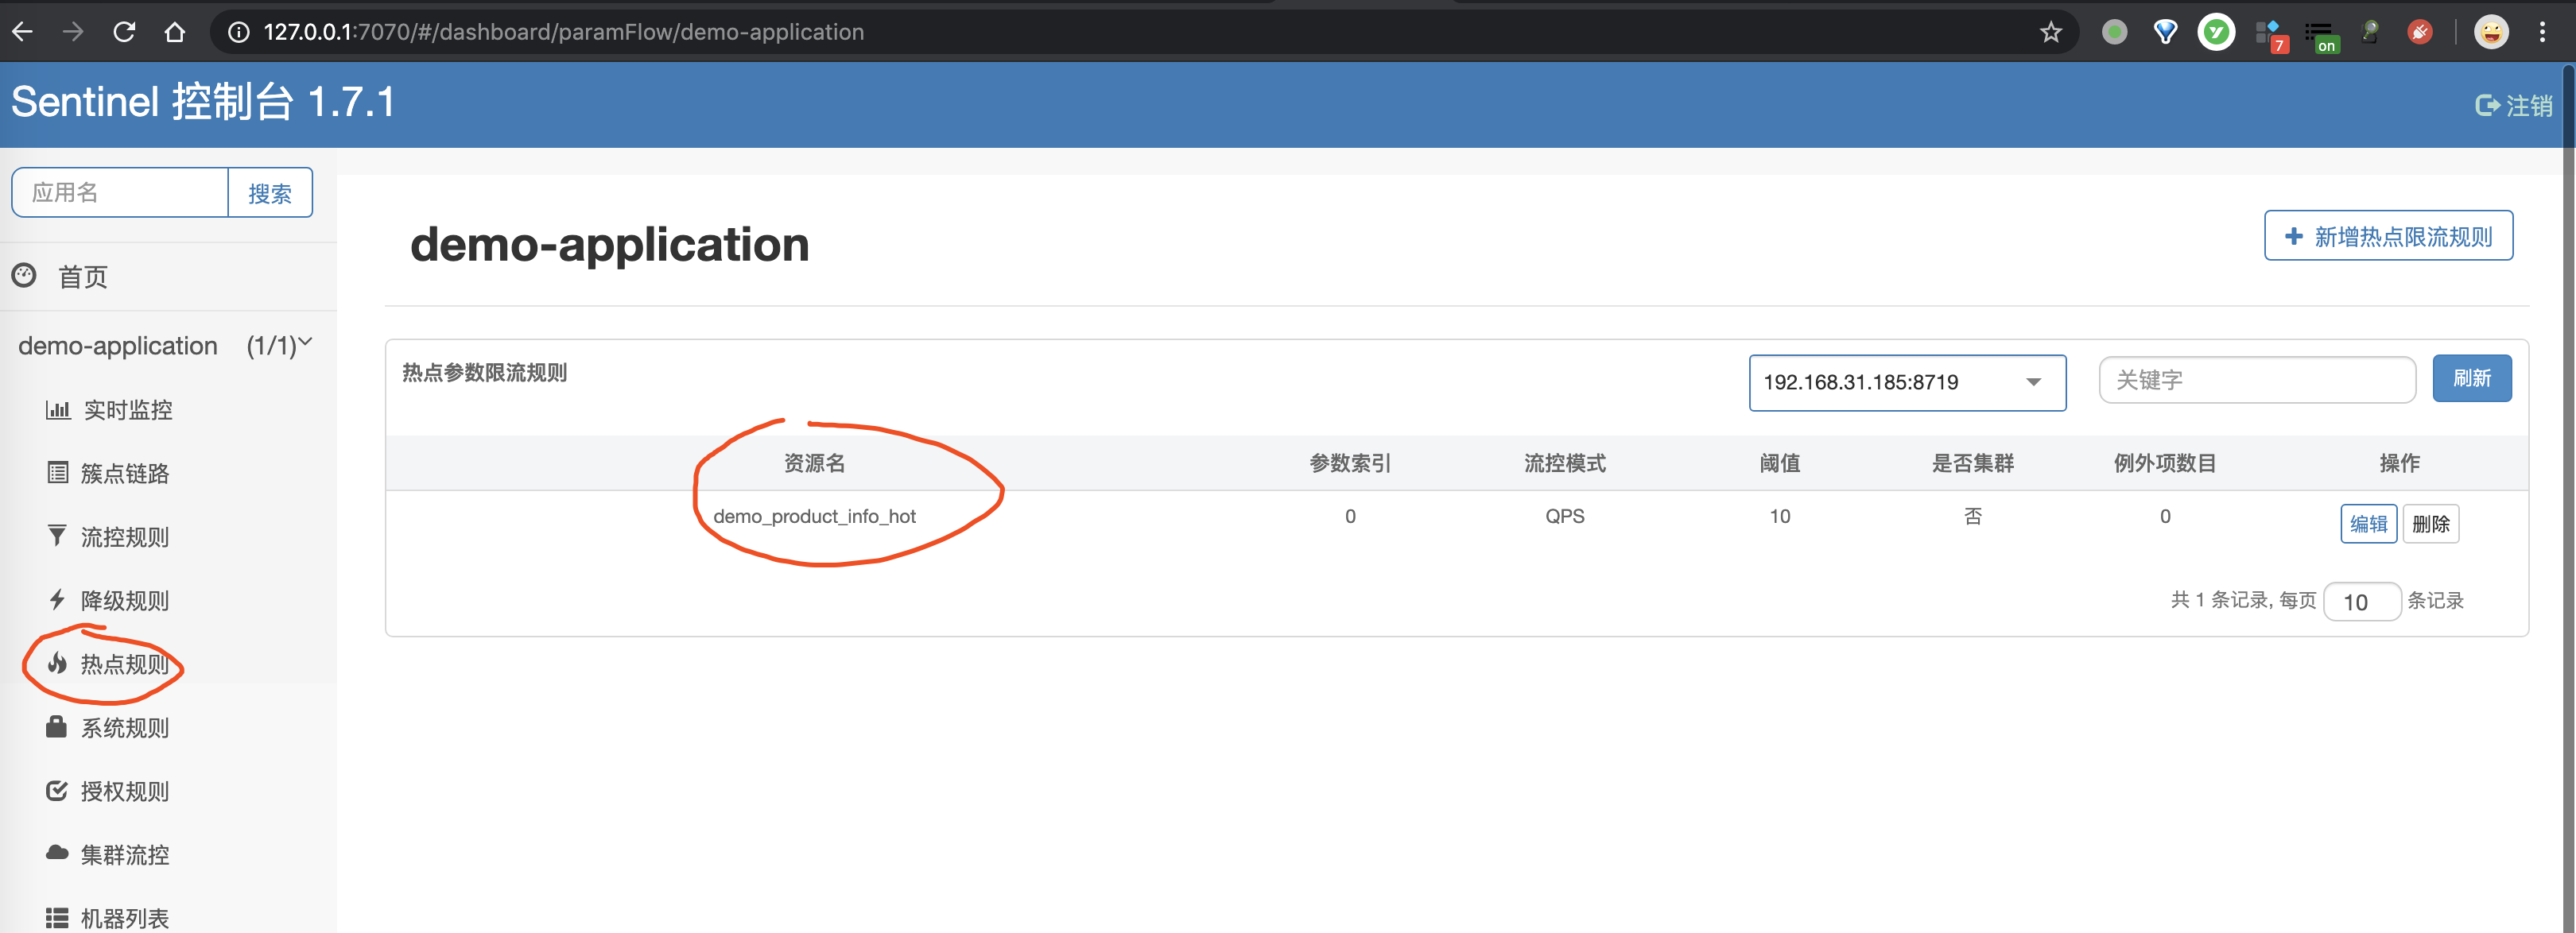 127.0.0.1:7070/#/dashboard/paramFlow/demo-application
7
on
Sentinel 控制台 1.7.1
注销
应用名
搜索
首页
demo-application (1/1)
实时监控
簇点链路
流控规则
降级规则
热点规则
系统规则
授权规则
集群流控
机器列表
demo-application
新增热点限流规则
热点参数限流规则
192.168.31.185:8719
关键字
刷新
资源名 参数索引 流控模式 阈值 是否集群 例外项数目 操作
demo_product_info_hot 0 QPS 10 否 0 编辑 删除
共 1 条记录, 每页 10 条记录